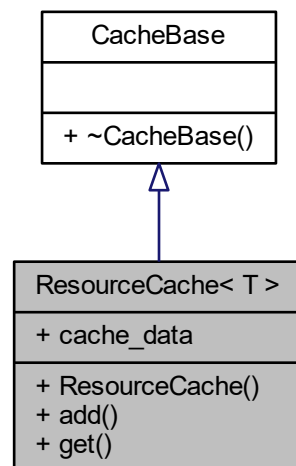 CacheBase
+ ~CacheBase()
ResourceCache< T >
+ cache_data
+ ResourceCache()
+ add()
+ get()